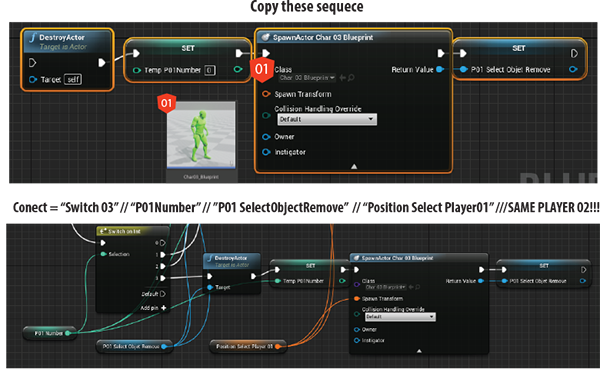 Copy these sequece
DestroyActor
Target is Actor
Target self
SET
Temp P01Number 0
SpawnActor Char 03 Blueprint
01
Class
Char 03 Blueprin
Return Value
Spawn Transform
Collision Handling Override
Default
Owner
Instigator
SET
P01 Select Objet Remove
01
Char03_Blueprint
Conect = “Switch 03” // “P01Number” // ”P01 SelectObjectRemove” // “Position Select Player01” ///SAME PLAYER 02!!!
Switch on Int
Selection
0
1
2
3
Default
Add pin +
DestroyActor
Target is Actor
Target
SET
Temp P01Number
SpawnActor Char 03 Blueprint
Class
Char 03 Blueprin
Return Value
Spawn Transform
Collision Handling Override
Default
Owner
Instigator
SET
P01 Select Objet Remove
P01 Number
P01 Select Objet Remove
Position Select Player 01